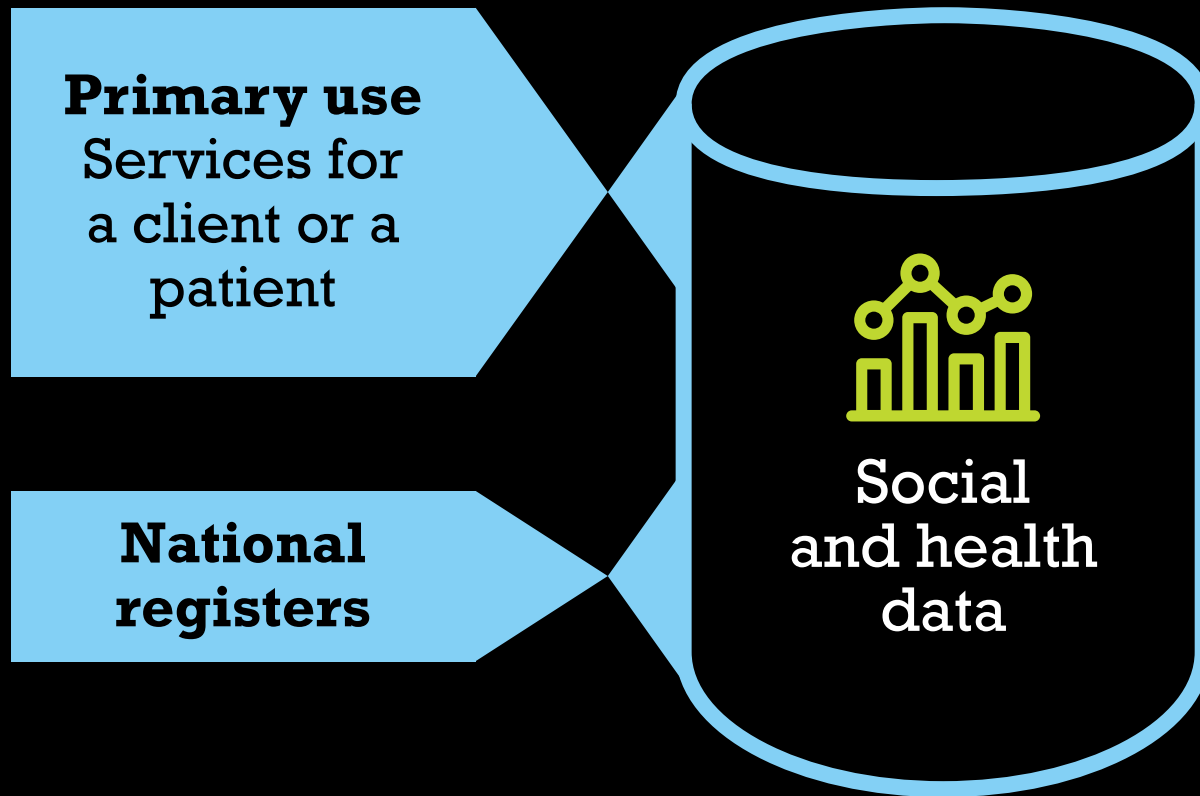 Primary use
Services for
a client or a
patient
National
registers
Social
and health
data